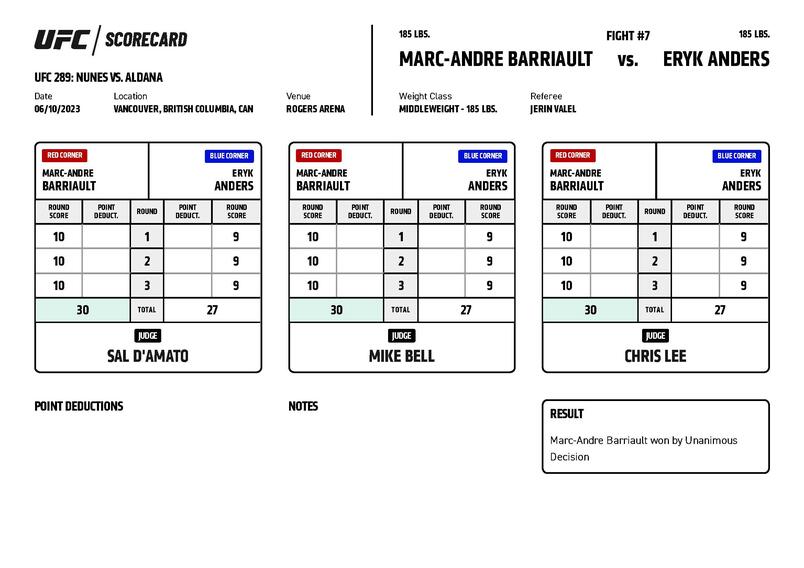 UFC / SCORECARD
UFC 289: NUNES VS. ALDANA
Date Location Venue
06/10/2023 VANCOUVER, BRITISH COLUMBIA, CAN ROGERS ARENA
185 LBS. FIGHT #7 185 LBS.
MARC-ANDRE BARRIAULT vs. ERYK ANDERS
Weight Class Referee
MIDDLEWEIGHT - 185 LBS. JERIN VALEL
RED CORNER BLUE CORNER
MARC-ANDRE ERYK
BARRIAULT ANDERS
ROUND SCORE POINT DEDUCT. ROUND POINT DEDUCT. ROUND SCORE
10 1 9
10 2 9
10 3 9
30 TOTAL 27
JUDGE
SAL D'AMATO
RED CORNER BLUE CORNER
MARC-ANDRE ERYK
BARRIAULT ANDERS
ROUND SCORE POINT DEDUCT. ROUND POINT DEDUCT. ROUND SCORE
10 1 9
10 2 9
10 3 9
30 TOTAL 27
JUDGE
MIKE BELL
RED CORNER BLUE CORNER
MARC-ANDRE ERYK
BARRIAULT ANDERS
ROUND SCORE POINT DEDUCT. ROUND POINT DEDUCT. ROUND SCORE
10 1 9
10 2 9
10 3 9
30 TOTAL 27
JUDGE
CHRIS LEE
POINT DEDUCTIONS
NOTES
RESULT
Marc-Andre Barriault won by Unanimous
Decision